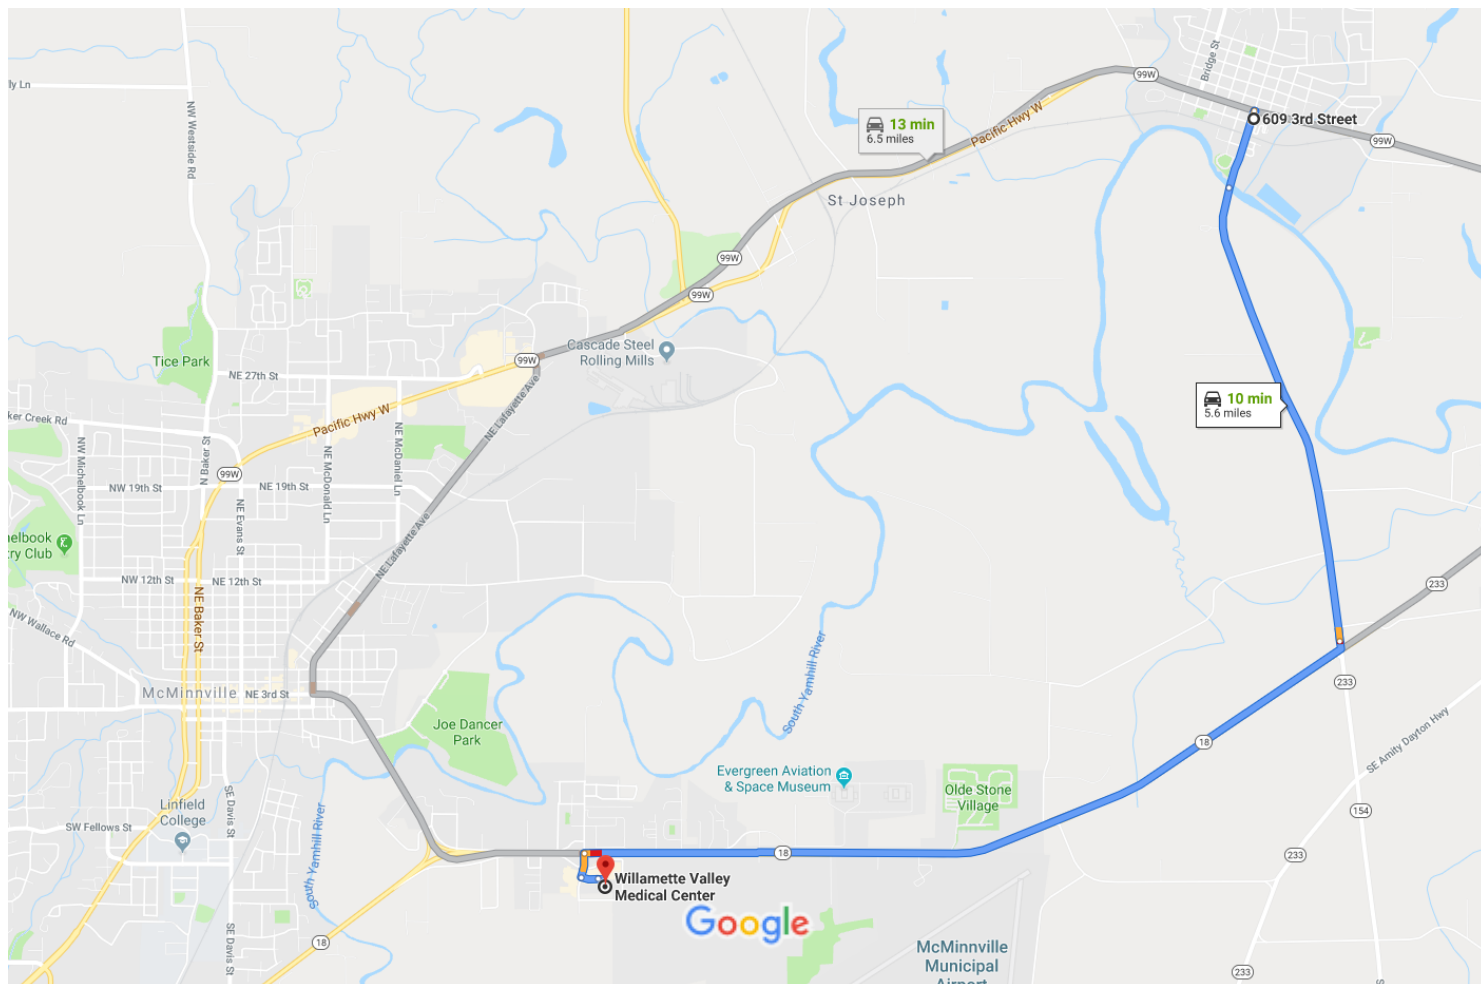 Bridge St
99W
609 3rd Street
99W
13 min
6.5 miles
Pacific Hwy W
St Joseph
NW Westside Rd
99W
99W
Cascade Steel
Rolling Mills
99W
Tice Park
NE 27th St
Pacific Hwy W
NE Lafayette Ave
10 min
5.6 miles
ker Creek Rd
NW Michelbook Ln
N Baker St
NE McDonald Ln
NE McDaniel Ln
99W
NW 19th St
NE 19th St
NE Evans St
NE Lafayette Ave
helbook
ry Club
NW 12th St
NE 12th St
NE Baker St
NW Wallace Rd
233
South Yamhill River
McMinnville
NE 3rd St
233
Joe Dancer
Park
SE Amity Dayton Hwy
18
Evergreen Aviation
& Space Museum
Olde Stone
Village
Linfield
College
SE Davis St
SW Fellows St
South Yamhill River
154
18
233
Willamette Valley
Medical Center
Google
SE Davis St
18
McMinnville
Municipal
Airport
233
ly Ln